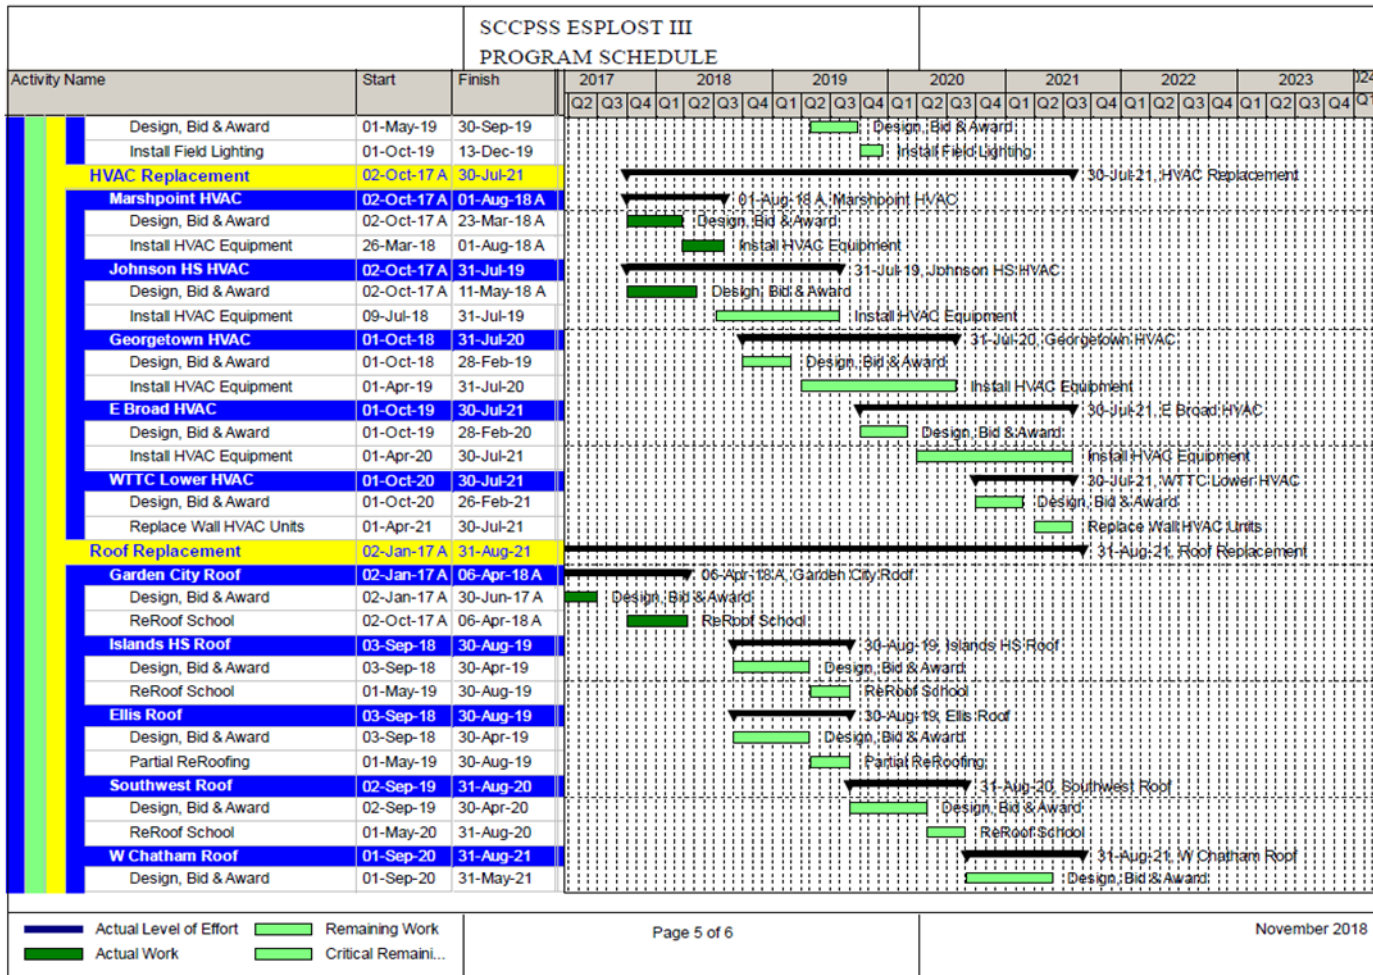 SCCPSS ESPLOST III
PROGRAM SCHEDULE
Activity Name Start Finish 2017 2018 2019 2020 2021 2022 2023 024
Q2 Q3 Q4 Q1 Q2 Q3 Q4 Q1 Q2 Q3 Q4 Q1 Q2 Q3 Q4 Q1 Q2 Q3 Q4 Q1 Q2 Q3 Q4 Q1 Q2 Q3 Q4 Q1
Design, Bid & Award 01-May-19 30-Sep-19 Design, Bid & Award
Install Field Lighting 01-Oct-19 13-Dec-19 Install Field Lighting
HVAC Replacement 02-Oct-17 A 30-Jul-21 30-Jul-21, HVAC Replacement
Marshpoint HVAC 02-Oct-17 A 01-Aug-18 A 01-Aug-18 A, Marshpoint HVAC
Design, Bid & Award 02-Oct-17 A 23-Mar-18 A Design, Bid & Award
Install HVAC Equipment 26-Mar-18 01-Aug-18 A Install HVAC Equipment
Johnson HS HVAC 02-Oct-17 A 31-Jul-19 31-Jul-19, Johnson HS HVAC
Design, Bid & Award 02-Oct-17 A 11-May-18 A Design, Bid & Award
Install HVAC Equipment 09-Jul-18 31-Jul-19 Install HVAC Equipment
Georgetown HVAC 01-Oct-18 31-Jul-20 31-Jul-20, Georgetown HVAC
Design, Bid & Award 01-Oct-18 28-Feb-19 Design, Bid & Award
Install HVAC Equipment 01-Apr-19 31-Jul-20 Install HVAC Equipment
E Broad HVAC 01-Oct-19 30-Jul-21 30-Jul-21, E Broad HVAC
Design, Bid & Award 01-Oct-19 28-Feb-20 Design, Bid & Award
Install HVAC Equipment 01-Apr-20 30-Jul-21 Install HVAC Equipment
WTTC Lower HVAC 01-Oct-20 30-Jul-21 30-Jul-21, WTTC Lower HVAC
Design, Bid & Award 01-Oct-20 26-Feb-21 Design, Bid & Award
Replace Wall HVAC Units 01-Apr-21 30-Jul-21 Replace Wall HVAC Units
Roof Replacement 02-Jan-17 A 31-Aug-21 31-Aug-21, Roof Replacement
Garden City Roof 02-Jan-17 A 06-Apr-18 A 06-Apr-18 A, Garden City Roof
Design, Bid & Award 02-Jan-17 A 30-Jun-17 A Design, Bid & Award
ReRoof School 02-Oct-17 A 06-Apr-18 A ReRoof School
Islands HS Roof 03-Sep-18 30-Aug-19 30-Aug-19, Islands HS Roof
Design, Bid & Award 03-Sep-18 30-Apr-19 Design, Bid & Award
ReRoof School 01-May-19 30-Aug-19 ReRoof School
Ellis Roof 03-Sep-18 30-Aug-19 30-Aug-19, Ellis Roof
Design, Bid & Award 03-Sep-18 30-Apr-19 Design, Bid & Award
Partial ReRoofing 01-May-19 30-Aug-19 Partial ReRoofing
Southwest Roof 02-Sep-19 31-Aug-20 31-Aug-20, Southwest Roof
Design, Bid & Award 02-Sep-19 30-Apr-20 Design, Bid & Award
ReRoof School 01-May-20 31-Aug-20 ReRoof School
W Chatham Roof 01-Sep-20 31-Aug-21 31-Aug-21, W Chatham Roof
Design, Bid & Award 01-Sep-20 31-May-21 Design, Bid & Award
Actual Level of Effort Remaining Work Page 5 of 6 November 2018
Actual Work Critical Remaini...